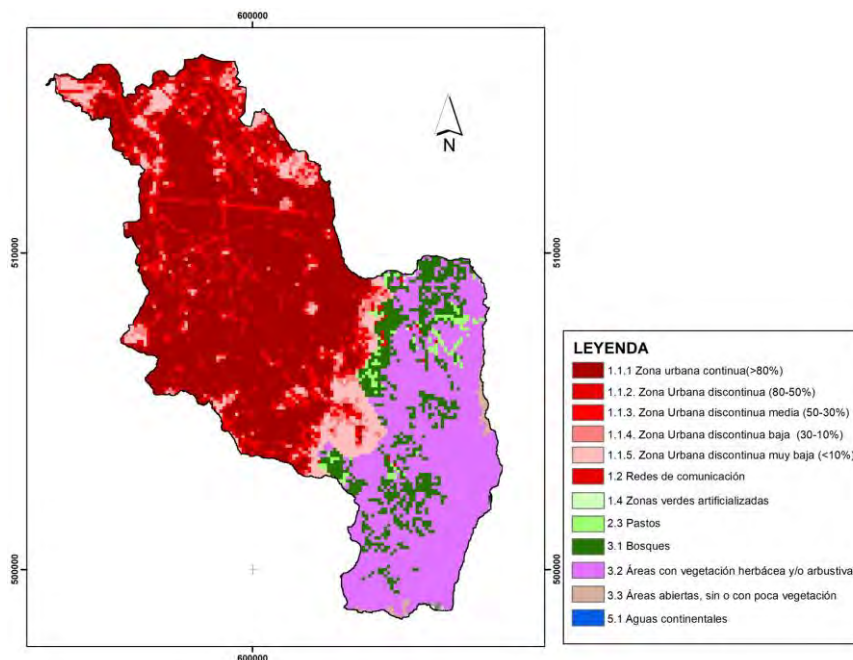 600000
N
510000
510000
LEYENDA
1.1.1 Zona urbana continua(>80%)
1.1.2. Zona Urbana discontinua (80-50%)
1.1.3. Zona Urbana discontinua media (50-30%)
1.1.4. Zona Urbana discontinua baja (30-10%)
1.1.5. Zona Urbana discontinua muy baja (<10%)
1.2 Redes de comunicación
1.4 Zonas verdes artificializadas
2.3 Pastos
3.1 Bosques
3.2 Áreas con vegetación herbácea y/o arbustiva
3.3 Áreas abiertas, sin o con poca vegetación
5.1 Aguas continentales
500000
500000
600000